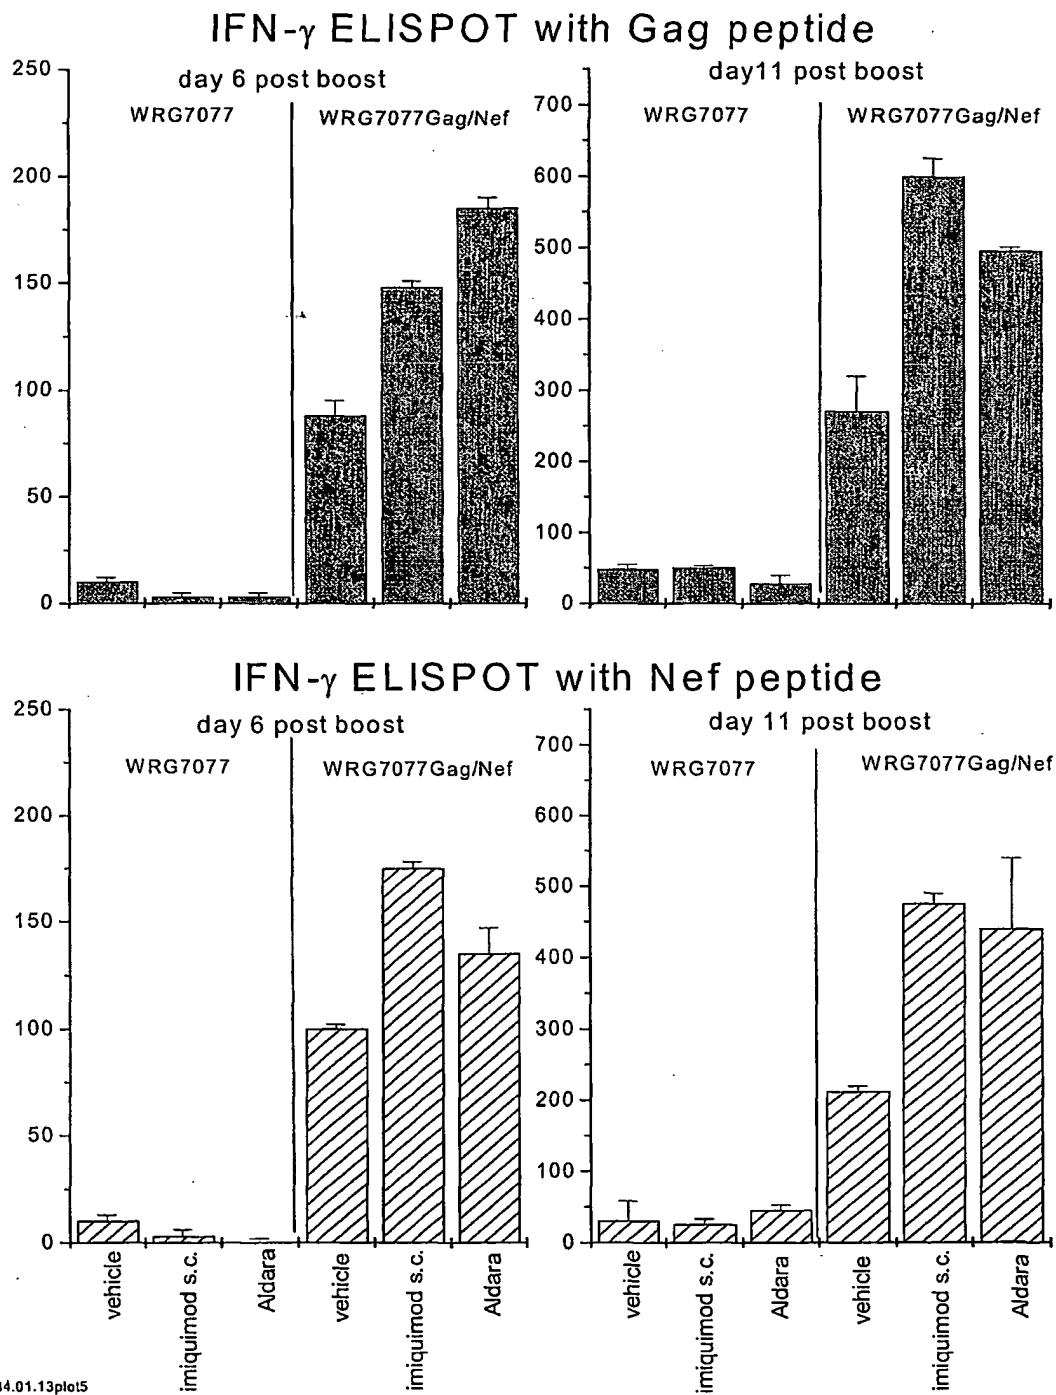 IFN-γ ELISPOT with Gag peptide
day 6 post boost
WRG7077
WRG7077Gag/Nef
250
200
150
100
50
0
day11 post boost
WRG7077
WRG7077Gag/Nef
700
600
500
400
300
200
100
0
IFN-γ ELISPOT with Nef peptide
day 6 post boost
WRG7077
WRG7077Gag/Nef
250
200
150
100
50
0
vehicle
imiquimod s.c.
Aldara
vehicle
imiquimod s.c.
Aldara
day 11 post boost
WRG7077
WRG7077Gag/Nef
700
600
500
400
300
200
100
0
vehicle
imiquimod s.c.
Aldara
vehicle
imiquimod s.c.
Aldara
4.01.13plot5